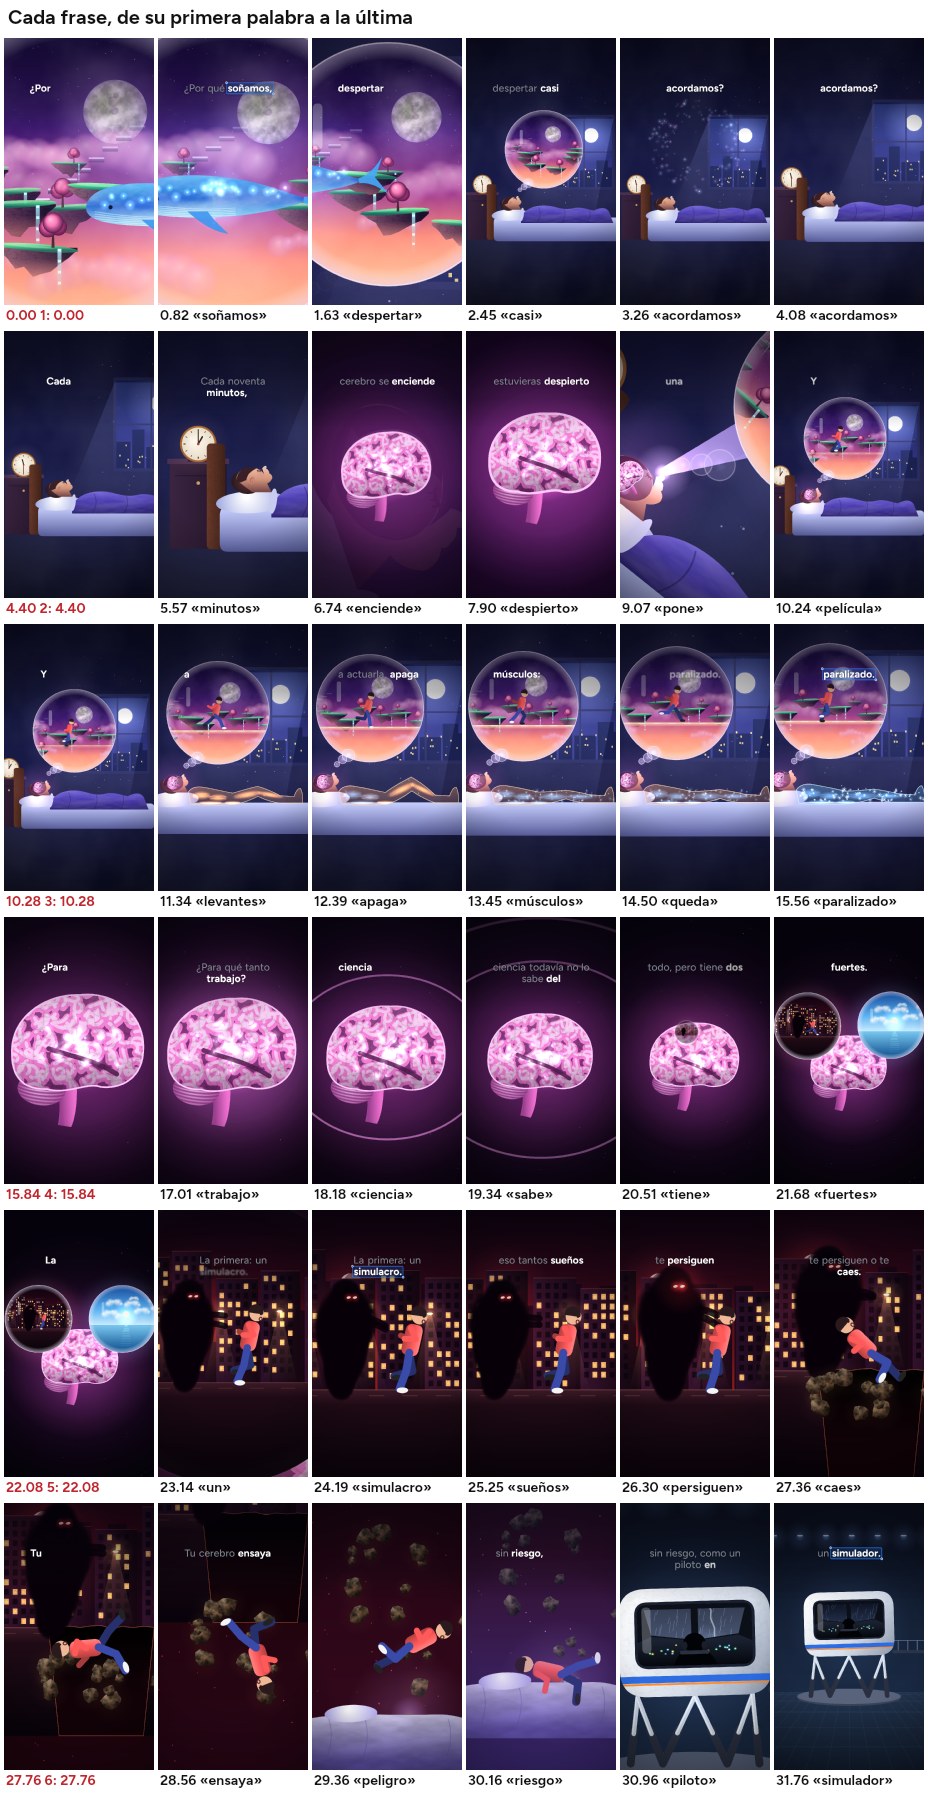 Cada frase, de su primera palabra a la última
¿Por
¿Por qué soñamos,
despertar
despertar casi
acordamos?
acordamos?
0.00 1: 0.00
0.82 «soñamos»
1.63 «despertar»
2.45 «casi»
3.26 «acordamos»
4.08 «acordamos»
Cada
Cada noventa
minutos,
cerebro se enciende
estuvieras despierto
una
Y
4.40 2: 4.40
5.57 «minutos»
6.74 «enciende»
7.90 «despierto»
9.07 «pone»
10.24 «película»
Y
a
a actuarla, apaga
músculos:
paralizado.
paralizado.
10.28 3: 10.28
11.34 «levantes»
12.39 «apaga»
13.45 «músculos»
14.50 «queda»
15.56 «paralizado»
¿Para
¿Para qué tanto
trabajo?
ciencia
ciencia todavía no lo
sabe del
todo, pero tiene dos
fuertes.
15.84 4: 15.84
17.01 «trabajo»
18.18 «ciencia»
19.34 «sabe»
20.51 «tiene»
21.68 «fuertes»
La
La primera: un
simulacro.
La primera: un
simulacro.
eso tantos sueños
te persiguen
te persiguen o te
caes.
22.08 5: 22.08
23.14 «un»
24.19 «simulacro»
25.25 «sueños»
26.30 «persiguen»
27.36 «caes»
Tu
Tu cerebro ensaya
sin riesgo,
sin riesgo, como un
piloto en
un simulador.
27.76 6: 27.76
28.56 «ensaya»
29.36 «peligro»
30.16 «riesgo»
30.96 «piloto»
31.76 «simulador»